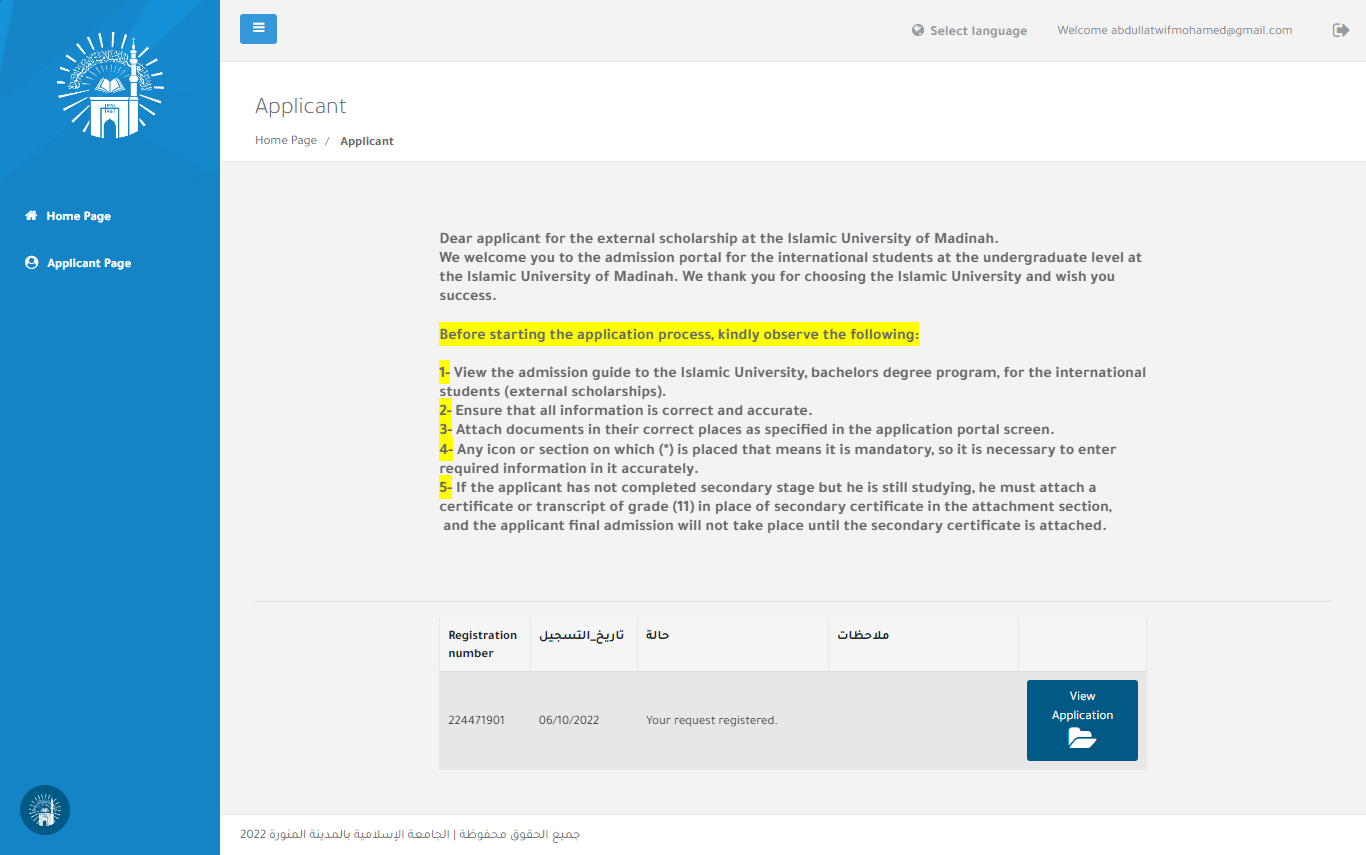 Select language
Welcome abdullatwifmohamed@gmail.com
Applicant
Home Page / Applicant
Home Page
Applicant Page
Dear applicant for the external scholarship at the Islamic University of Madinah.
We welcome you to the admission portal for the international students at the undergraduate level at
the Islamic University of Madinah. We thank you for choosing the Islamic University and wish you
success.
Before starting the application process, kindly observe the following:
1- View the admission guide to the Islamic University, bachelors degree program, for the international
students (external scholarships).
2- Ensure that all information is correct and accurate.
3- Attach documents in their correct places as specified in the application portal screen.
4- Any icon or section on which (*) is placed that means it is mandatory, so it is necessary to enter
required information in it accurately.
5- If the applicant has not completed secondary stage but he is still studying, he must attach a
certificate or transcript of grade (11) in place of secondary certificate in the attachment section,
and the applicant final admission will not take place until the secondary certificate is attached.
Registration number
تاريخ_التسجيل
حالة
ملاحظات
224471901
06/10/2022
Your request registered.
View
Application
جميع الحقوق محفوظة | الجامعة الإسلامية بالمدينة المنورة 2022